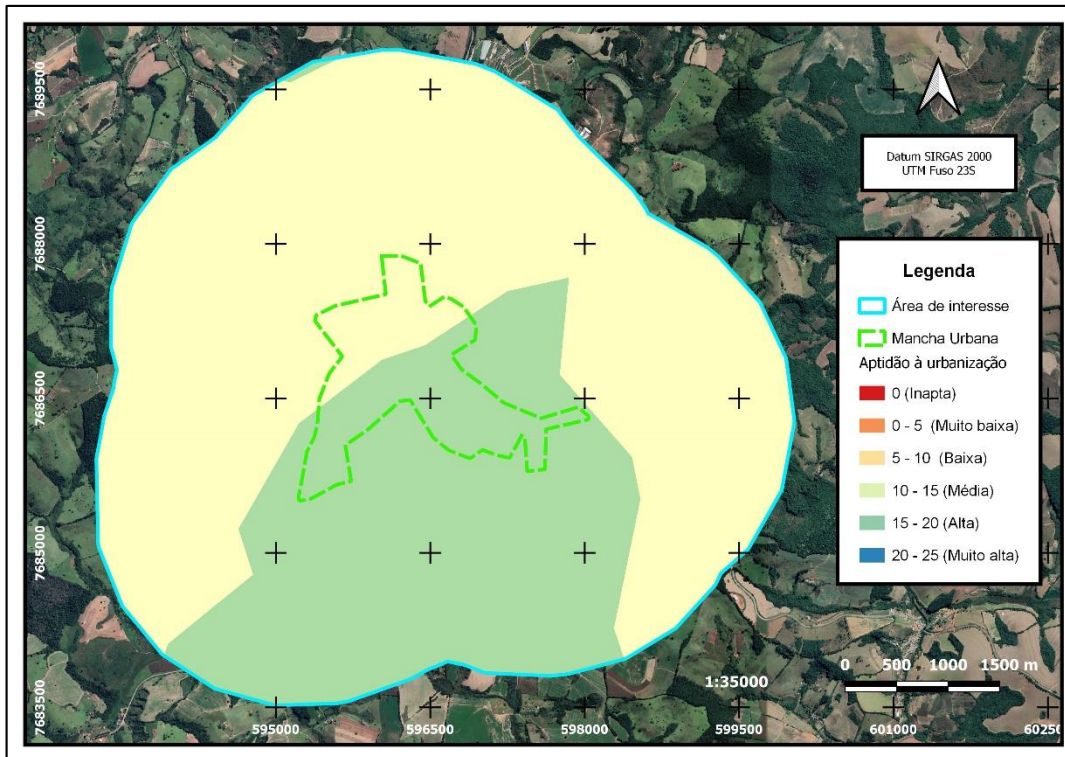 7689500
7688000
7686500
7685000
7683500
Datum SIRGAS 2000
UTM Fuso 23S
Legenda
Área de interesse
Mancha Urbana
Aptidão à urbanização
0 (Inapta)
0 - 5 (Muito baixa)
5 - 10 (Baixa)
10 - 15 (Média)
15 - 20 (Alta)
20 - 25 (Muito alta)
0 500 1000 1500 m
1:35000
595000 596500 598000 599500 601000 60250